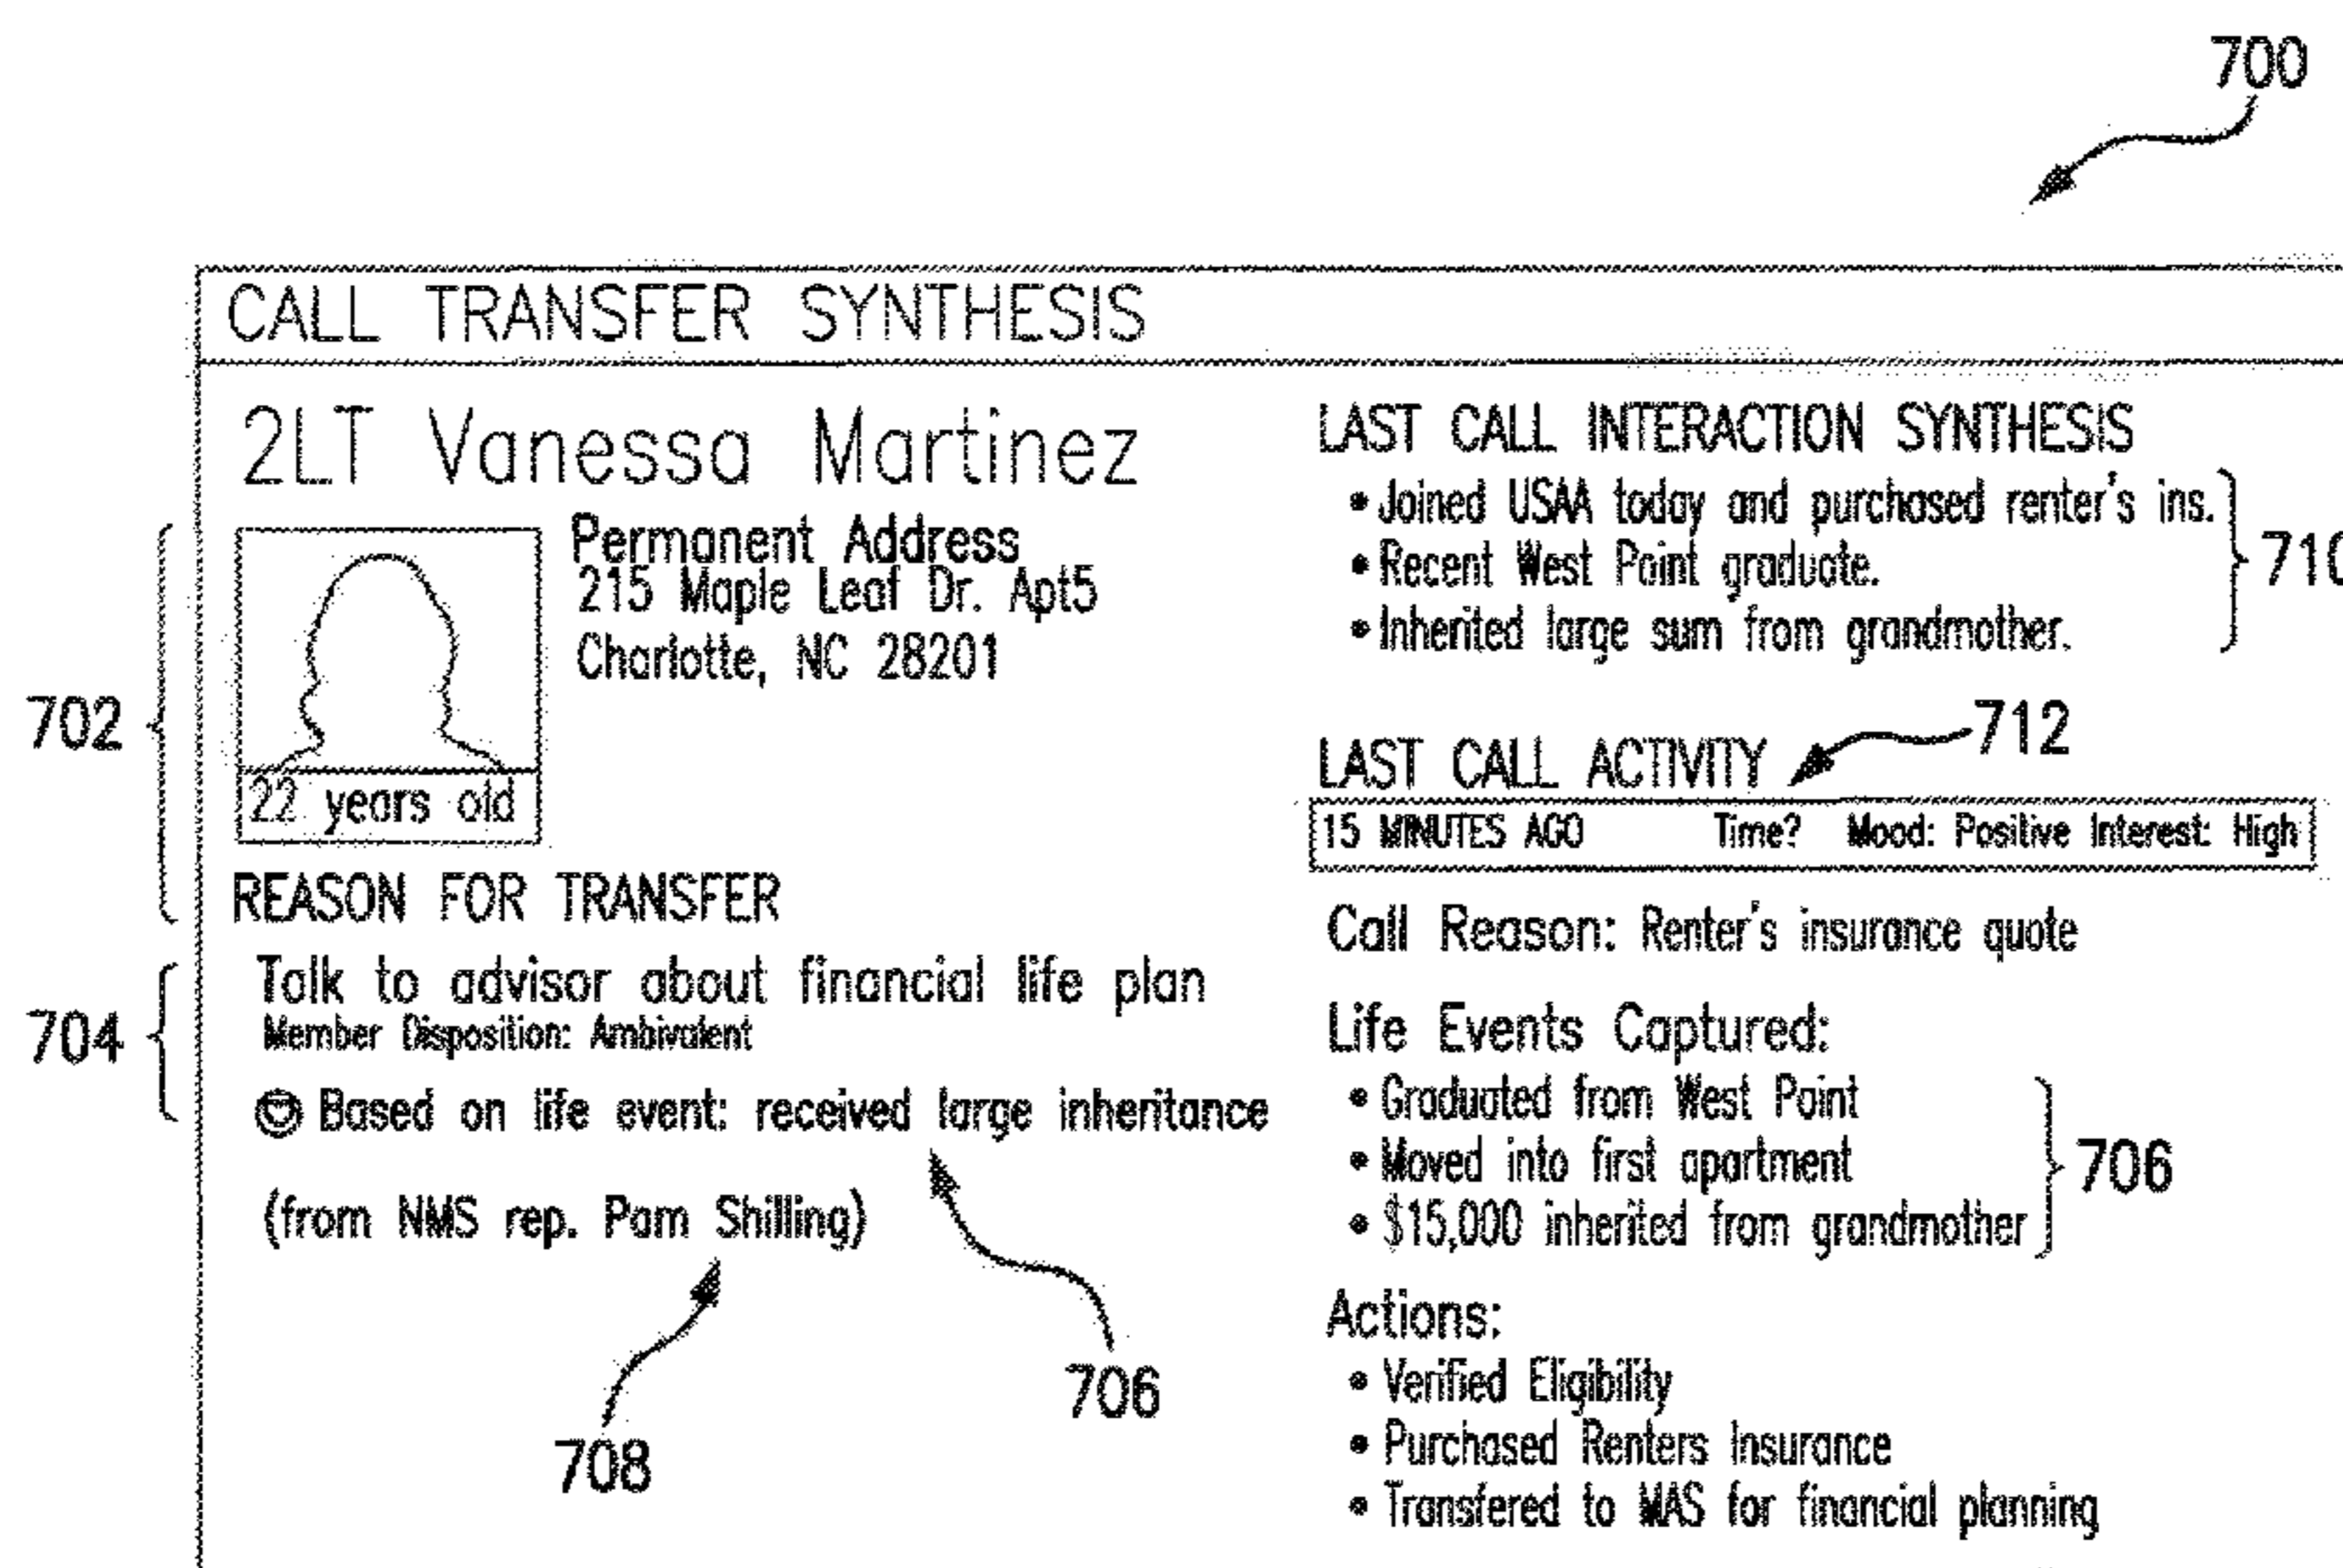 700
CALL TRANSFER SYNTHESIS
2LT Vanessa Martinez
702
Permanent Address
215 Maple Leaf Dr. Apt5
Charlotte, NC 28201
22 years old
REASON FOR TRANSFER
704
Talk to advisor about financial life plan
Member Disposition: Ambivalent
Based on life event: received large inheritance
706
(from NMS rep. Pam Shilling)
708
LAST CALL INTERACTION SYNTHESIS
• Joined USAA today and purchased renter's ins.
• Recent West Point graduate.
• Inherited large sum from grandmother.
710
LAST CALL ACTIVITY
712
15 MINUTES AGO Time? Mood: Positive Interest: High
Call Reason: Renter's insurance quote
Life Events Captured:
• Graduated from West Point
• Moved into first apartment
• $15,000 inherited from grandmother
706
Actions:
• Verified Eligibility
• Purchased Renters Insurance
• Transfered to MAS for financial planning